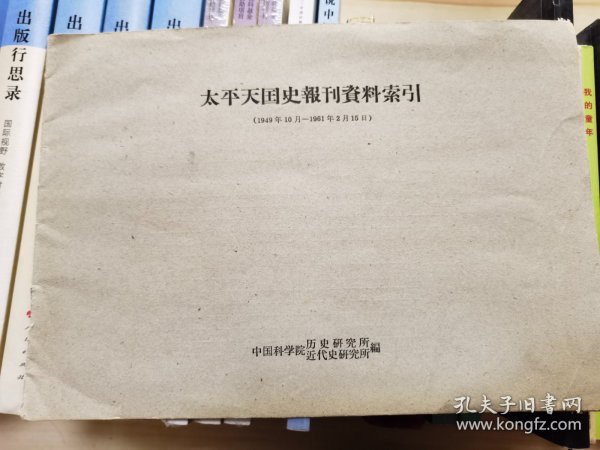 太平天囯史報刊資料索引
(1949年10月—1961年2月15日)
中国科学院
历史研究所
近代史研究所
編
出版行思录
国际视野
出
出
出
我的童年
孔夫子旧书网
www.kongfz.com